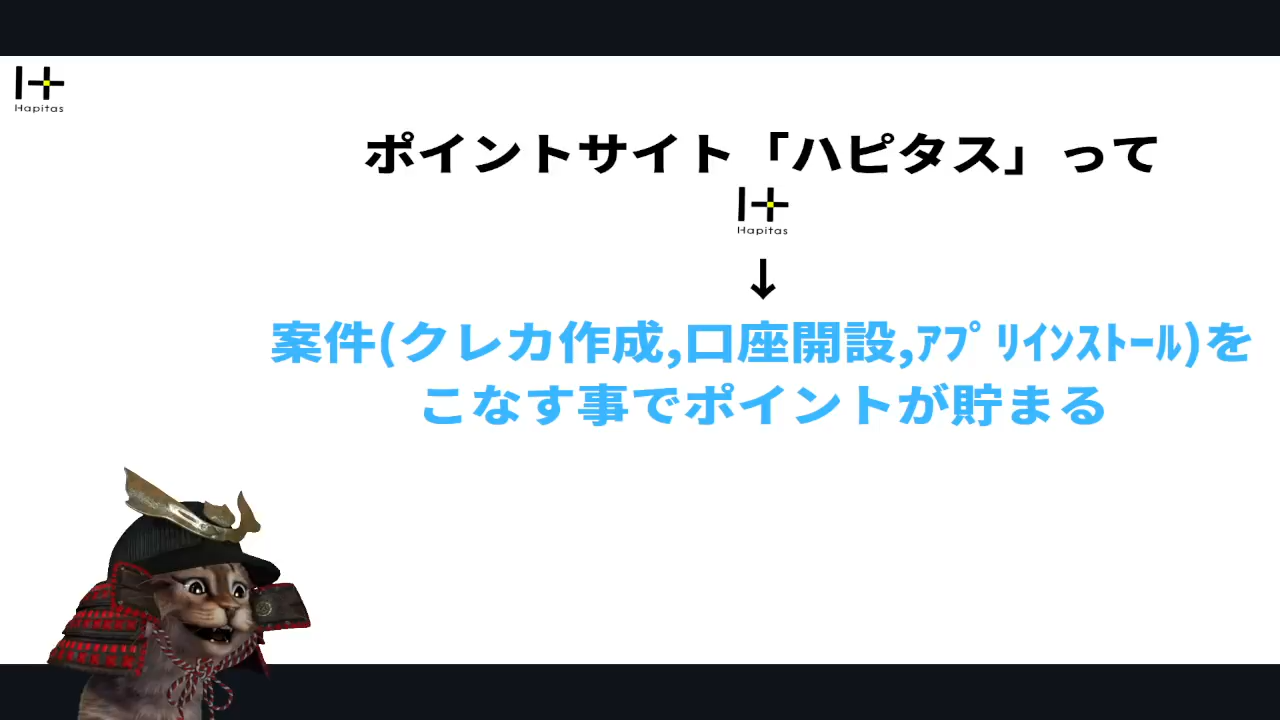 Hapitas
ポイントサイト「ハピタス」って
Hapitas
↓
案件(クレカ作成,口座開設,ｱﾌﾟﾘｲﾝｽﾄｰﾙ)を
こなす事でポイントが貯まる